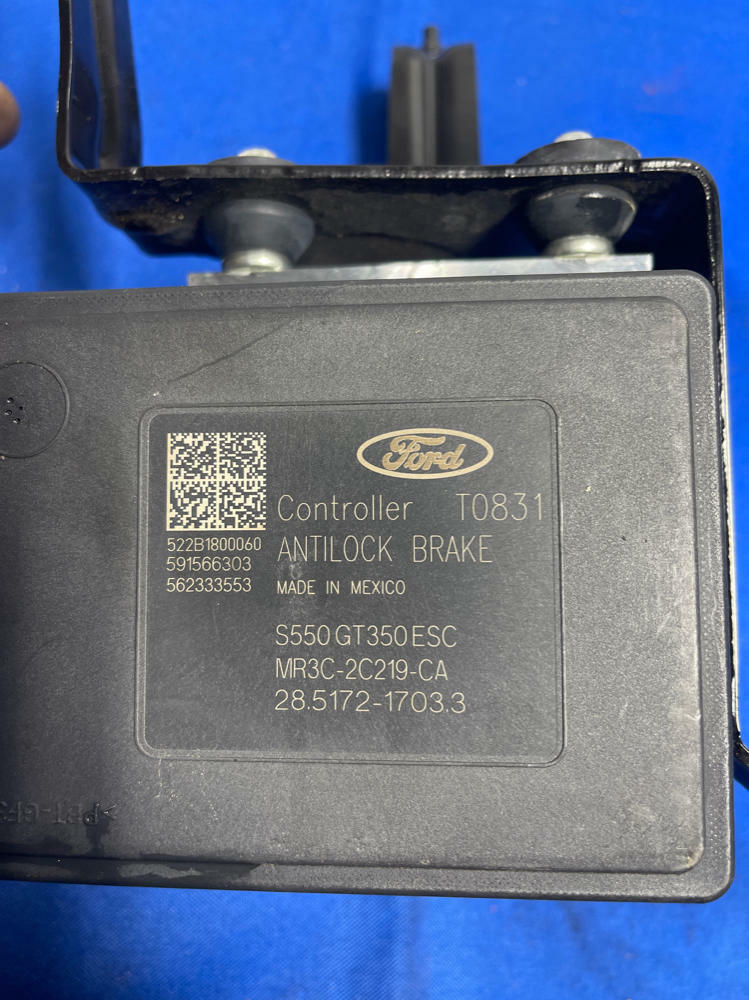 Ford
Controller T0831
522B1800060
591566303
562333553
ANTILOCK BRAKE
MADE IN MEXICO
S550 GT350 ESC
MR3C-2C219-CA
28.5172-1703.3